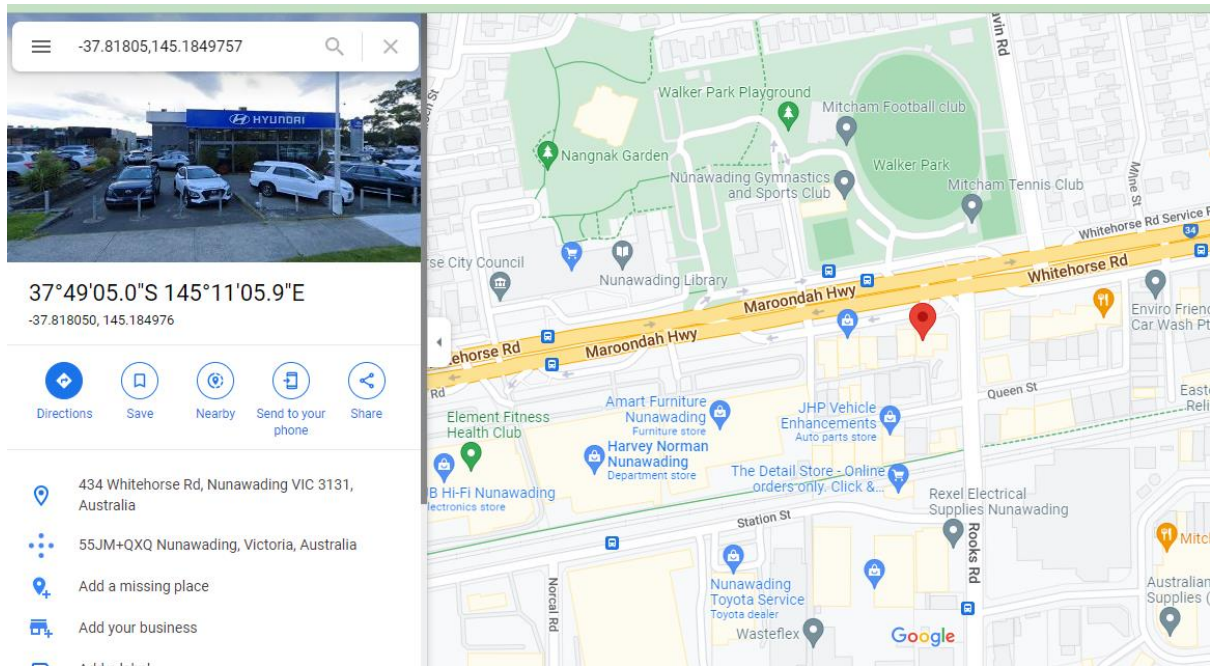 -37.81805,145.1849757
HYUNDAI
37°49'05.0"S 145°11'05.9"E
-37.818050, 145.184976
Directions
Save
Nearby
Send to your
phone
Share
434 Whitehorse Rd, Nunawading VIC 3131,
Australia
55JM+QXQ Nunawading, Victoria, Australia
Add a missing place
Add your business
Walker Park Playground
Mitcham Football club
Nangnak Garden
Walker Park
Nunawading Gymnastics
and Sports Club
Mitcham Tennis Club
Mine St
Whitehorse Rd Service R
34
rse City Council
Nunawading Library
Maroondah Hwy
Whitehorse Rd
Enviro Frien
Car Wash Pt
ehorse Rd
Maroondah Hwy
Rd
Queen St
Element Fitness
Health Club
Amart Furniture
Nunawading
Furniture store
JHP Vehicle
Enhancements
Auto parts store
East
Reli
Harvey Norman
Nunawading
Department store
B Hi-Fi Nunawading
lectronics store
The Detail Store - Online
orders only. Click &...
Rexel Electrical
Supplies Nunawading
Station St
Rooks Rd
Norcal Rd
Mitc
Nunawading
Toyota Service
Toyota dealer
Australian
Supplies (
Wasteflex
Google